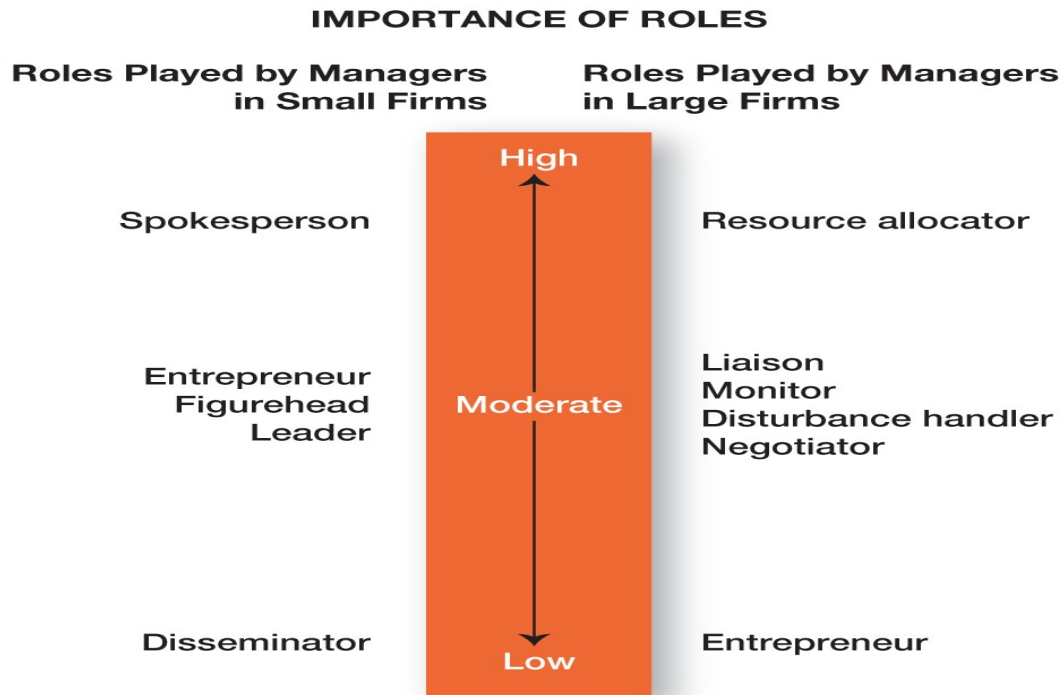 IMPORTANCE OF ROLES
Roles Played by Managers
in Small Firms
Roles Played by Managers
in Large Firms
High
Spokesperson
Resource allocator
Entrepreneur
Figurehead
Leader
Moderate
Liaison
Monitor
Disturbance handler
Negotiator
Disseminator
Low
Entrepreneur